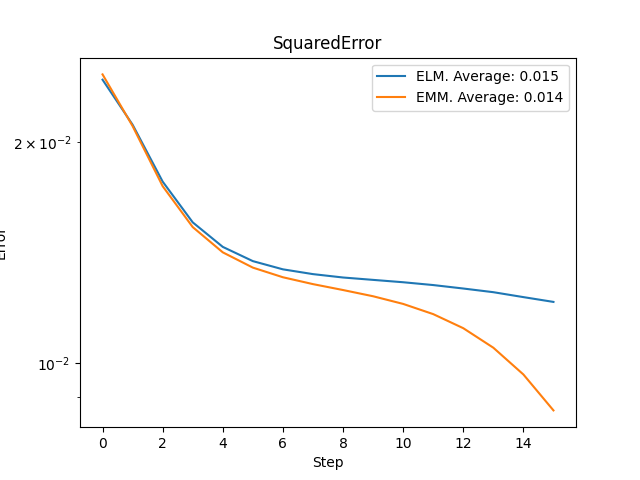 SquaredError
ELM. Average: 0.015
EMM. Average: 0.014
2 × 10⁻²
10⁻²
Error
0 2 4 6 8 10 12 14
Step